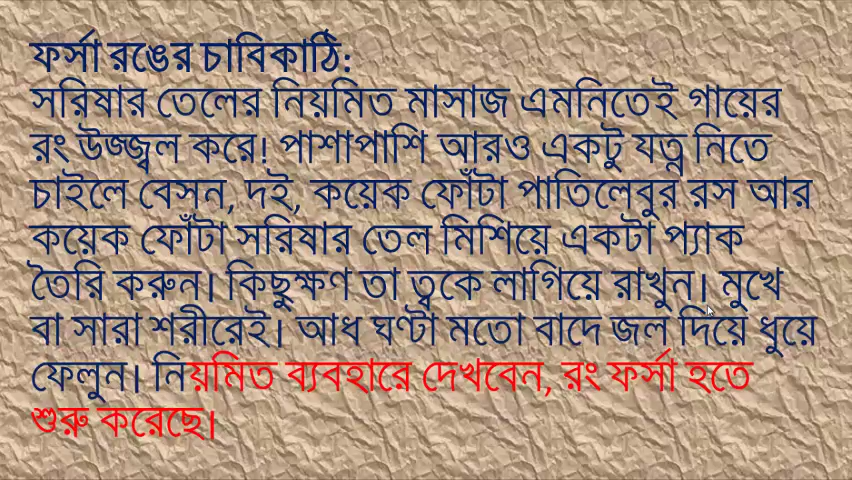 ফর্সা রঙের চাবিকাঠি:
সরিষার তেলের নিয়মিত মাসাজ এমনিতেই গায়ের
রং উজ্জ্বল করে! পাশাপাশি আরও একটু যত্ন নিতে
চাইলে বেসন, দই, কয়েক ফোঁটা পাতিলেবুর রস আর
কয়েক ফোঁটা সরিষার তেল মিশিয়ে একটা প্যাক
তৈরি করুন। কিছুক্ষণ তা ত্বকে লাগিয়ে রাখুন। মুখে
বা সারা শরীরেই। আধ ঘণ্টা মতো বাদে জল দিয়ে ধুয়ে
ফেলুন। নিয়মিত ব্যবহারে দেখবেন, রং ফর্সা হতে
শুরু করেছে।